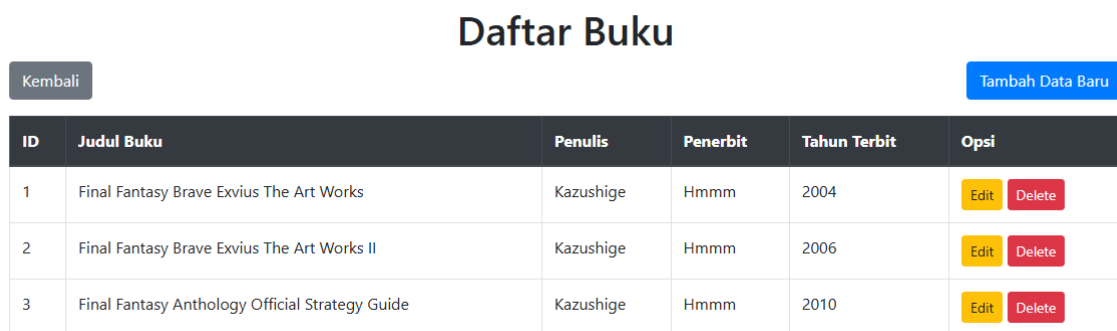 Daftar Buku
Kembali Tambah Data Baru
ID Judul Buku Penulis Penerbit Tahun Terbit Opsi
1 Final Fantasy Brave Exvius The Art Works Kazushige Hmmm 2004 Edit Delete
2 Final Fantasy Brave Exvius The Art Works II Kazushige Hmmm 2006 Edit Delete
3 Final Fantasy Anthology Official Strategy Guide Kazushige Hmmm 2010 Edit Delete